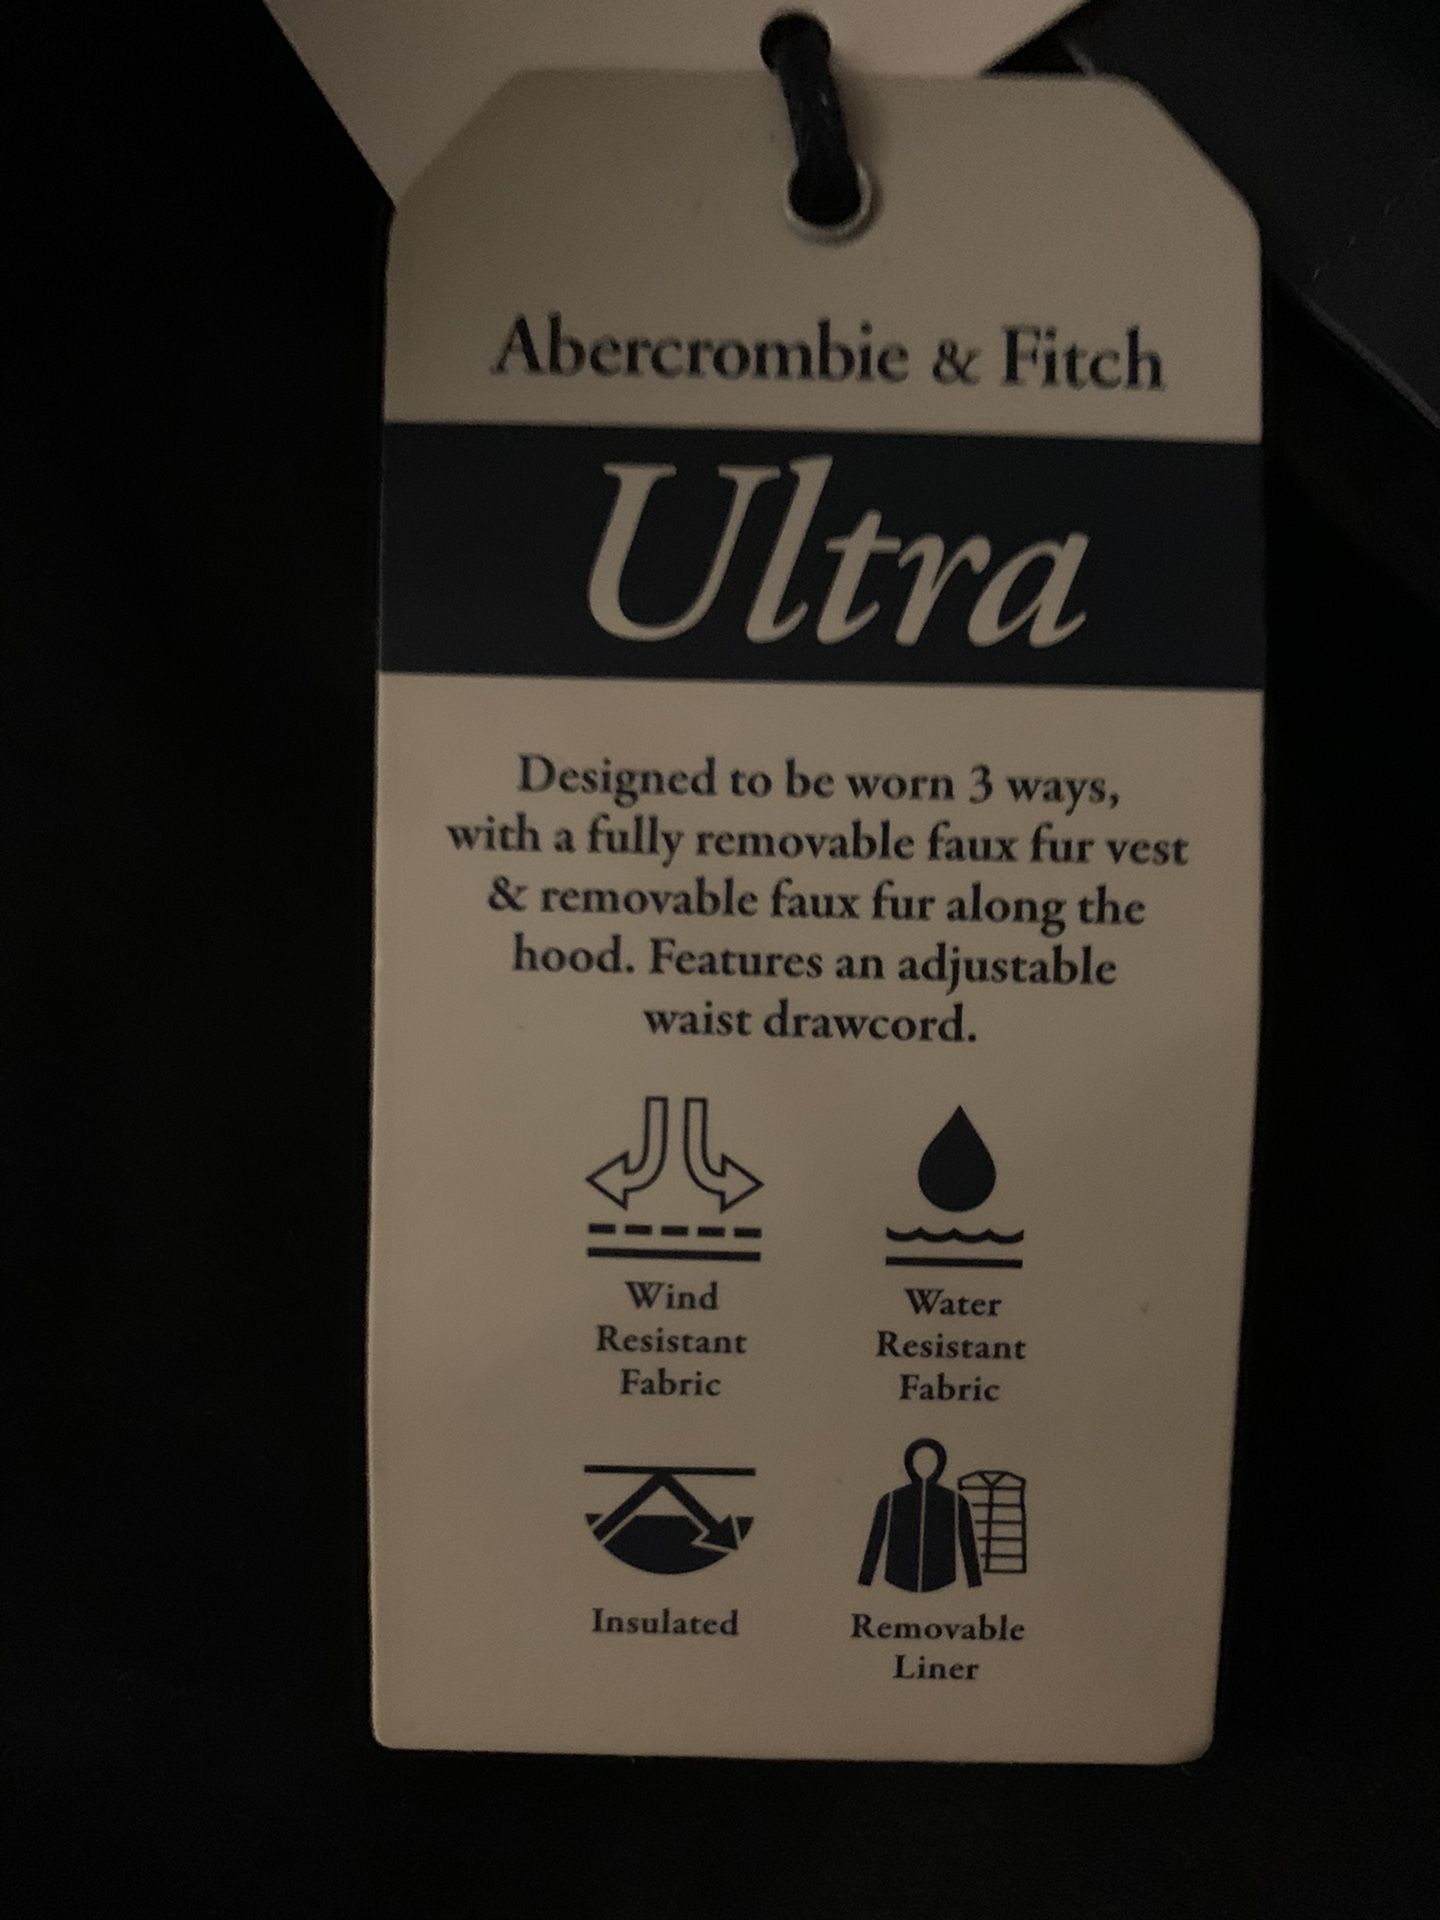 Abercrombie & Fitch
Ultra
Designed to be worn 3 ways,
with a fully removable faux fur vest
& removable faux fur along the
hood. Features an adjustable
waist drawcord.
Wind
Resistant
Fabric
Water
Resistant
Fabric
Insulated
Removable
Liner